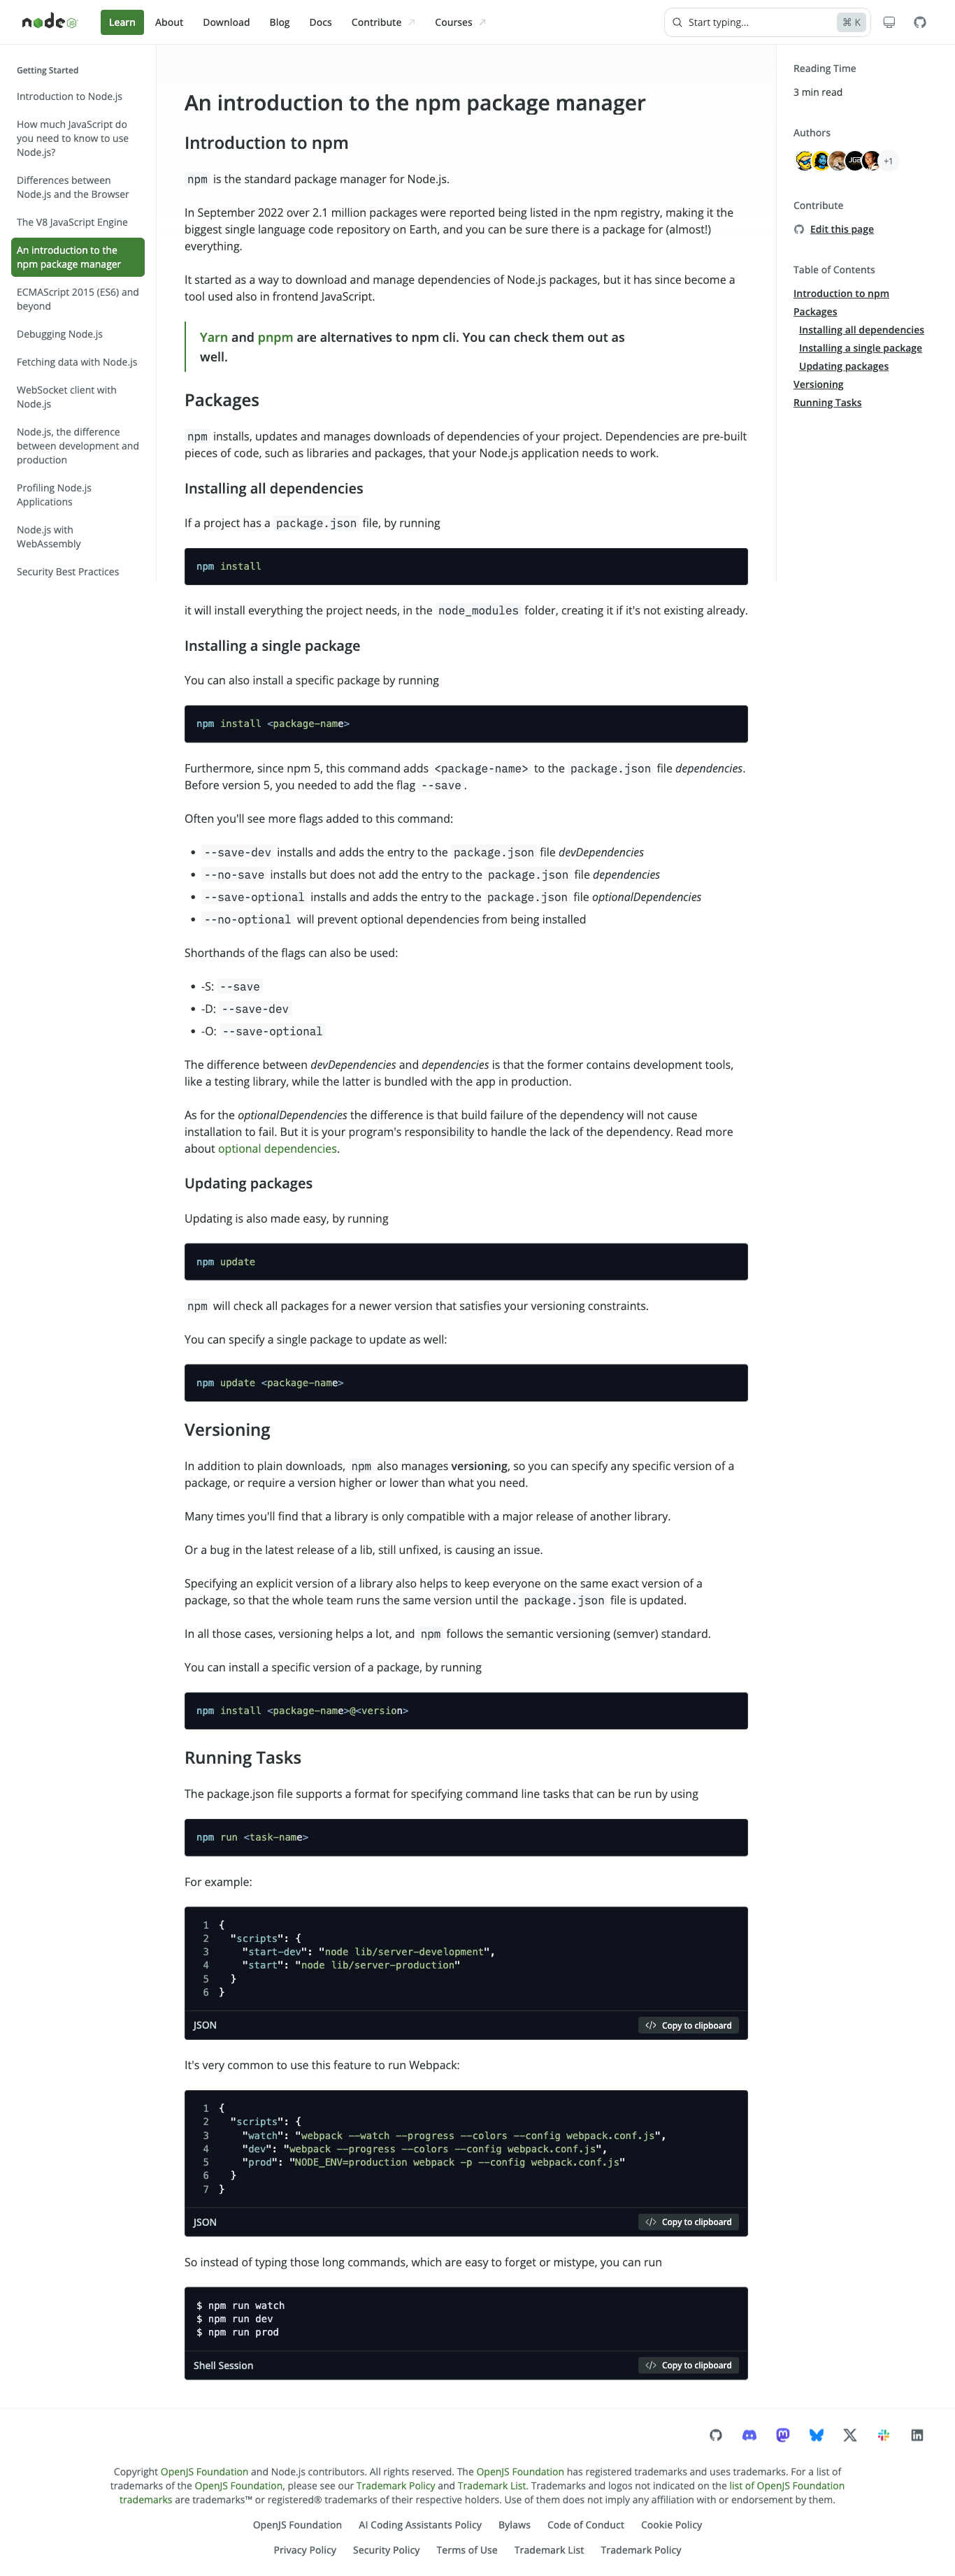 node
Learn About Download Blog Docs Contribute Courses Start typing... ⌘ K
Getting Started
Introduction to Node.js
How much JavaScript do
you need to know to use
Node.js?
Differences between
Node.js and the Browser
The V8 JavaScript Engine
An introduction to the
npm package manager
ECMAScript 2015 (ES6) and
beyond
Debugging Node.js
Fetching data with Node.js
WebSocket client with
Node.js
Node.js, the difference
between development and
production
Profiling Node.js
Applications
Node.js with
WebAssembly
Security Best Practices
An introduction to the npm package manager
Introduction to npm
npm is the standard package manager for Node.js.
In September 2022 over 2.1 million packages were reported being listed in the npm registry, making it the
biggest single language code repository on Earth, and you can be sure there is a package for (almost!)
everything.
It started as a way to download and manage dependencies of Node.js packages, but it has since become a
tool used also in frontend JavaScript.
Yarn and pnpm are alternatives to npm cli. You can check them out as
well.
Packages
npm installs, updates and manages downloads of dependencies of your project. Dependencies are pre-built
pieces of code, such as libraries and packages, that your Node.js application needs to work.
Installing all dependencies
If a project has a package.json file, by running
npm install
it will install everything the project needs, in the node_modules folder, creating it if it's not existing already.
Installing a single package
You can also install a specific package by running
npm install <package-name>
Furthermore, since npm 5, this command adds <package-name> to the package.json file dependencies.
Before version 5, you needed to add the flag --save.
Often you'll see more flags added to this command:
• --save-dev installs and adds the entry to the package.json file devDependencies
• --no-save installs but does not add the entry to the package.json file dependencies
• --save-optional installs and adds the entry to the package.json file optionalDependencies
• --no-optional will prevent optional dependencies from being installed
Shorthands of the flags can also be used:
• -S: --save
• -D: --save-dev
• -O: --save-optional
The difference between devDependencies and dependencies is that the former contains development tools,
like a testing library, while the latter is bundled with the app in production.
As for the optionalDependencies the difference is that build failure of the dependency will not cause
installation to fail. But it is your program's responsibility to handle the lack of the dependency. Read more
about optional dependencies.
Updating packages
Updating is also made easy, by running
npm update
npm will check all packages for a newer version that satisfies your versioning constraints.
You can specify a single package to update as well:
npm update <package-name>
Versioning
In addition to plain downloads, npm also manages versioning, so you can specify any specific version of a
package, or require a version higher or lower than what you need.
Many times you'll find that a library is only compatible with a major release of another library.
Or a bug in the latest release of a lib, still unfixed, is causing an issue.
Specifying an explicit version of a library also helps to keep everyone on the same exact version of a
package, so that the whole team runs the same version until the package.json file is updated.
In all those cases, versioning helps a lot, and npm follows the semantic versioning (semver) standard.
You can install a specific version of a package, by running
npm install <package-name>@<version>
Running Tasks
The package.json file supports a format for specifying command line tasks that can be run by using
npm run <task-name>
For example:
1 {
2 "scripts": {
3 "start-dev": "node lib/server-development",
4 "start": "node lib/server-production"
5 }
6 }
JSON Copy to clipboard
It's very common to use this feature to run Webpack:
1 {
2 "scripts": {
3 "watch": "webpack --watch --progress --colors --config webpack.conf.js",
4 "dev": "webpack --progress --colors --config webpack.conf.js",
5 "prod": "NODE_ENV=production webpack -p --config webpack.conf.js"
6 }
7 }
JSON Copy to clipboard
So instead of typing those long commands, which are easy to forget or mistype, you can run
$ npm run watch
$ npm run dev
$ npm run prod
Shell Session Copy to clipboard
Reading Time
3 min read
Authors
JGB
+1
Contribute
Edit this page
Table of Contents
Introduction to npm
Packages
Installing all dependencies
Installing a single package
Updating packages
Versioning
Running Tasks
Copyright OpenJS Foundation and Node.js contributors. All rights reserved. The OpenJS Foundation has registered trademarks and uses trademarks. For a list of
trademarks of the OpenJS Foundation, please see our Trademark Policy and Trademark List. Trademarks and logos not indicated on the list of OpenJS Foundation
trademarks are trademarks™ or registered® trademarks of their respective holders. Use of them does not imply any affiliation with or endorsement by them.
OpenJS Foundation AI Coding Assistants Policy Bylaws Code of Conduct Cookie Policy
Privacy Policy Security Policy Terms of Use Trademark List Trademark Policy